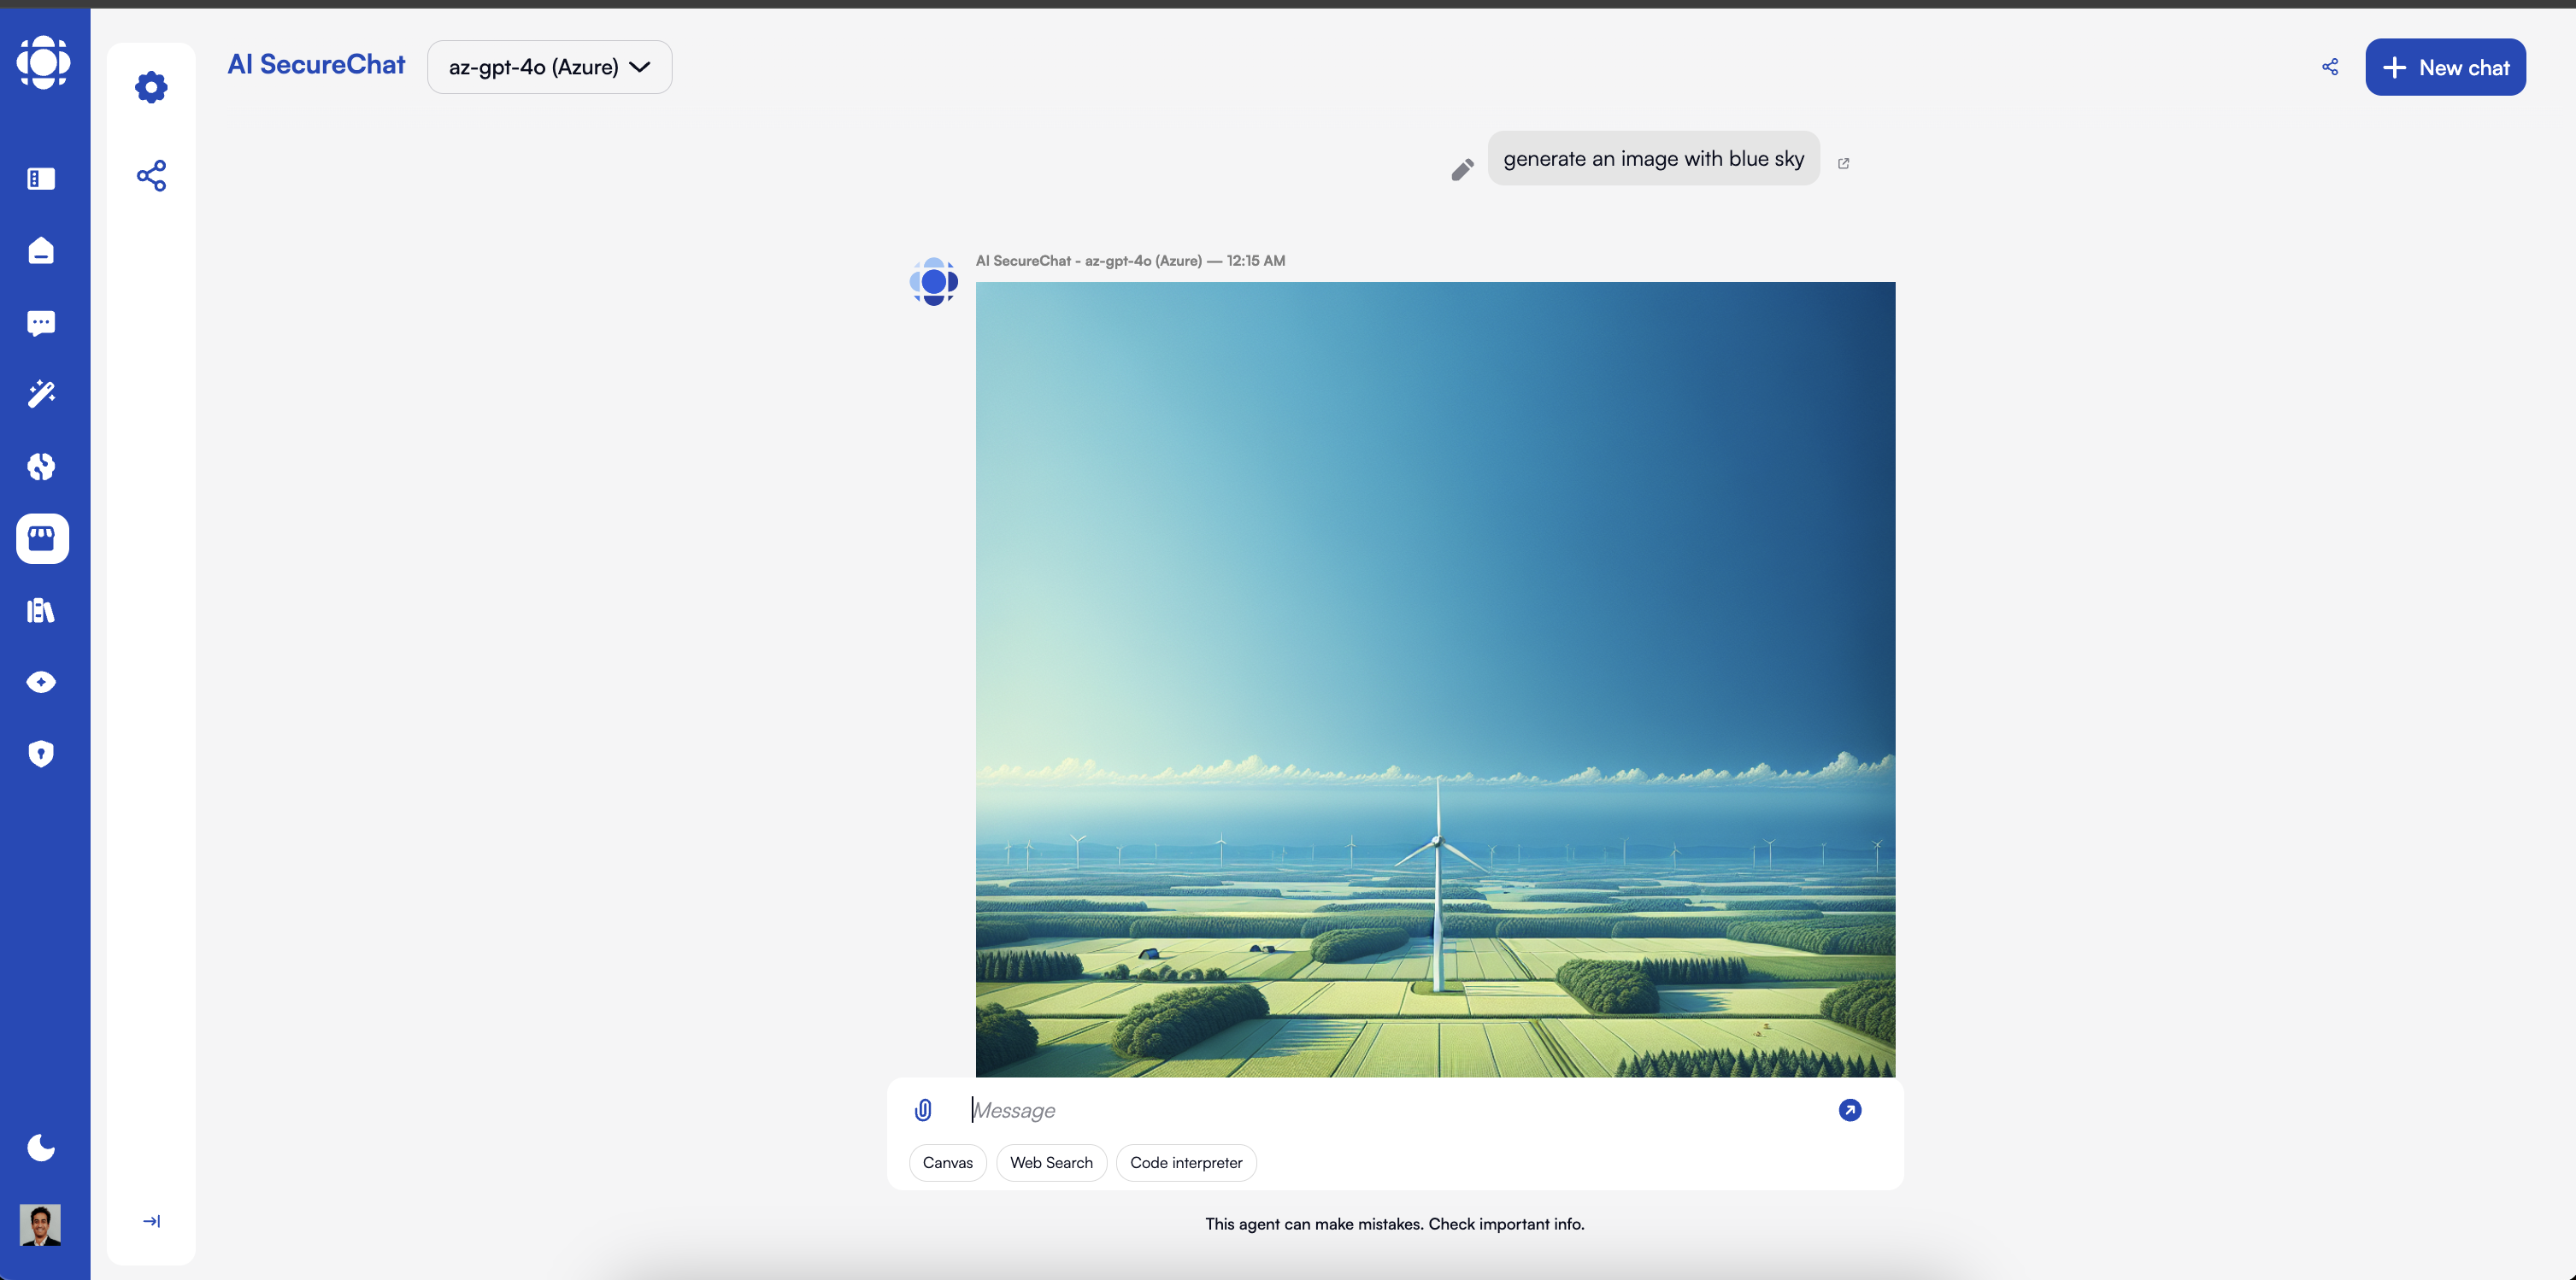 AI SecureChat
az-gpt-4o (Azure)
New chat
generate an image with blue sky
AI SecureChat - az-gpt-4o (Azure) — 12:15 AM
Message
Canvas
Web Search
Code interpreter
This agent can make mistakes. Check important info.